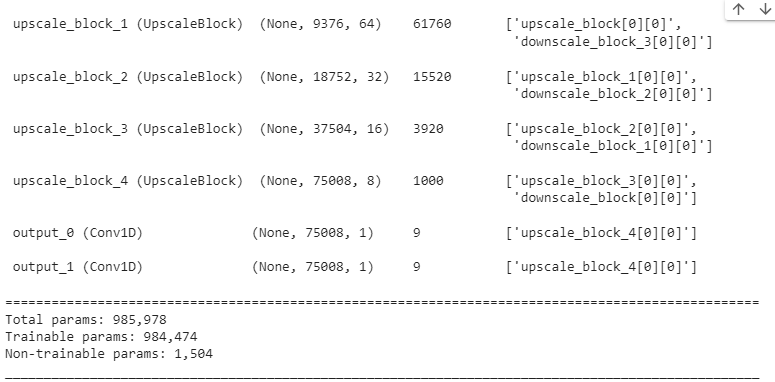 upscale_block_1 (UpscaleBlock)  (None, 9376, 64)    61760       ['upscale_block[0][0]',
                                                                  'downscale_block_3[0][0]']
upscale_block_2 (UpscaleBlock)  (None, 18752, 32)   15520       ['upscale_block_1[0][0]',
                                                                  'downscale_block_2[0][0]']
upscale_block_3 (UpscaleBlock)  (None, 37504, 16)   3920        ['upscale_block_2[0][0]',
                                                                  'downscale_block_1[0][0]']
upscale_block_4 (UpscaleBlock)  (None, 75008, 8)    1000        ['upscale_block_3[0][0]',
                                                                  'downscale_block[0][0]']
output_0 (Conv1D)              (None, 75008, 1)     9           ['upscale_block_4[0][0]']
output_1 (Conv1D)              (None, 75008, 1)     9           ['upscale_block_4[0][0]']
==================================================================================================
Total params: 985,978
Trainable params: 984,474
Non-trainable params: 1,504
__________________________________________________________________________________________________